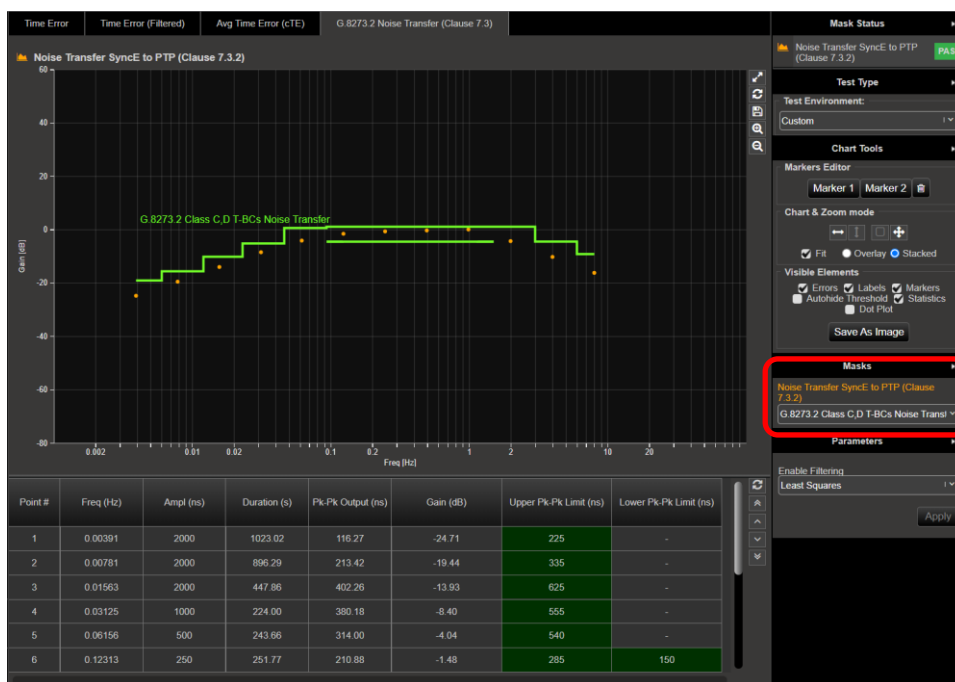 Time Error Time Error (Filtered) Avg Time Error (cTE) G.8273.2 Noise Transfer (Clause 7.3)
Noise Transfer SyncE to PTP (Clause 7.3.2)
60
40
20
0
-20
-40
-60
-80
Gain [dB]
G.8273.2 Class C,D T-BCs Noise Transfer
0.002 0.01 0.02 0.1 0.2 1 2 10 20
Freq [Hz]
Point # Freq (Hz) Ampl (ns) Duration (s) Pk-Pk Output (ns) Gain (dB) Upper Pk-Pk Limit (ns) Lower Pk-Pk Limit (ns)
1 0.00391 2000 1023.02 116.27 -24.71 225 -
2 0.00781 2000 896.29 213.42 -19.44 335 -
3 0.01563 2000 447.86 402.26 -13.93 625 -
4 0.03125 1000 224.00 380.18 -8.40 555 -
5 0.06156 500 243.66 314.00 -4.04 540 -
6 0.12313 250 251.77 210.88 -1.48 285 150
Mask Status
Noise Transfer SyncE to PTP
(Clause 7.3.2)
PAS
Test Type
Test Environment:
Custom
Chart Tools
Markers Editor
Marker 1 Marker 2
Chart & Zoom mode
Fit Overlay Stacked
Visible Elements
Errors Labels Markers
Autohide Threshold Statistics
Dot Plot
Save As Image
Masks
Noise Transfer SyncE to PTP (Clause
7.3.2)
G.8273.2 Class C,D T-BCs Noise Transf
Parameters
Enable Filtering
Least Squares
Apply